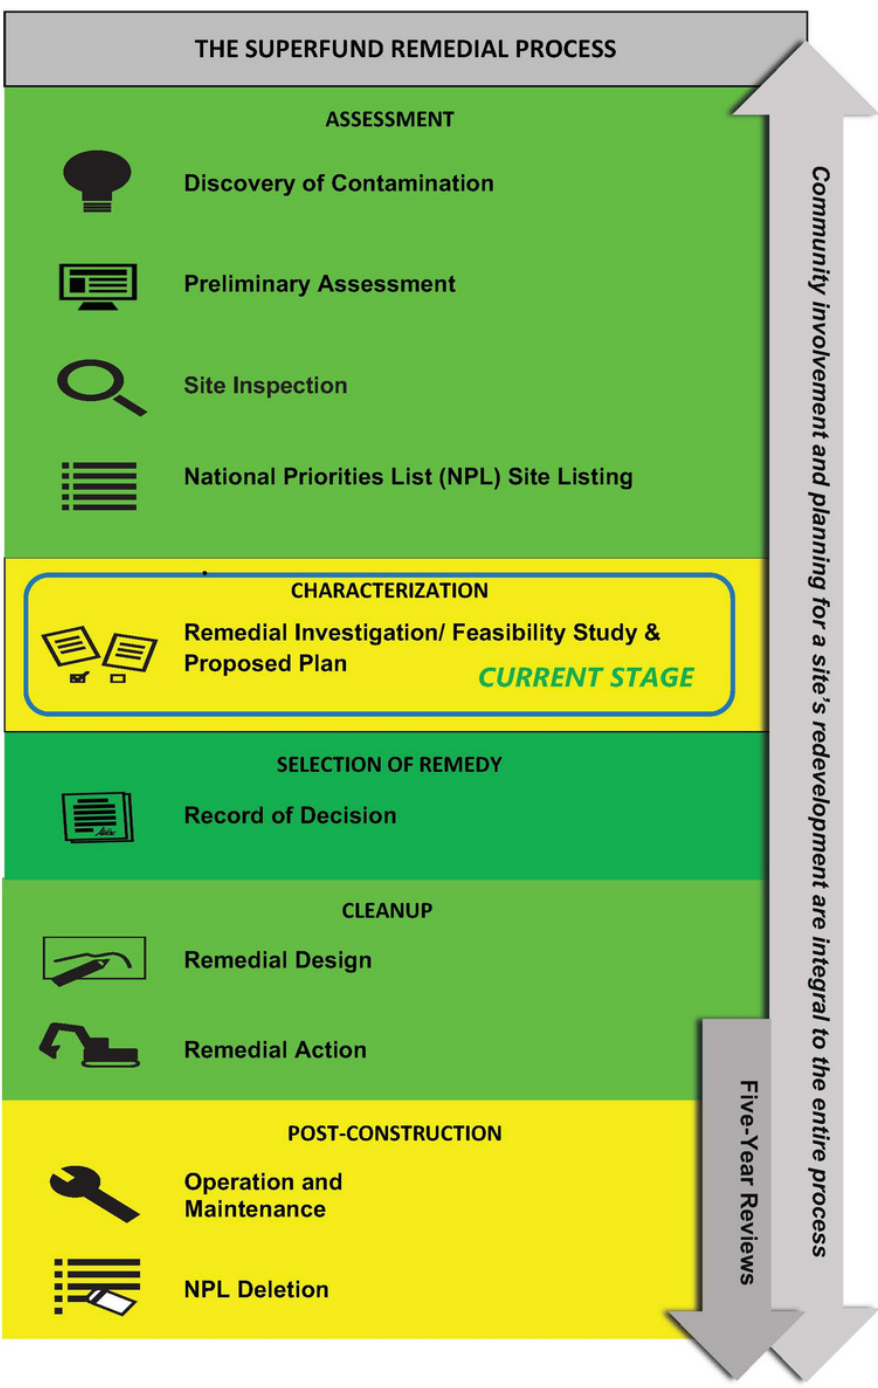 THE SUPERFUND REMEDIAL PROCESS
ASSESSMENT
Discovery of Contamination
Preliminary Assessment
Site Inspection
National Priorities List (NPL) Site Listing
CHARACTERIZATION
Remedial Investigation/ Feasibility Study &
Proposed Plan
CURRENT STAGE
SELECTION OF REMEDY
Record of Decision
CLEANUP
Remedial Design
Remedial Action
POST-CONSTRUCTION
Operation and
Maintenance
NPL Deletion
Five-Year Reviews
Community involvement and planning for a site's redevelopment are integral to the entire process